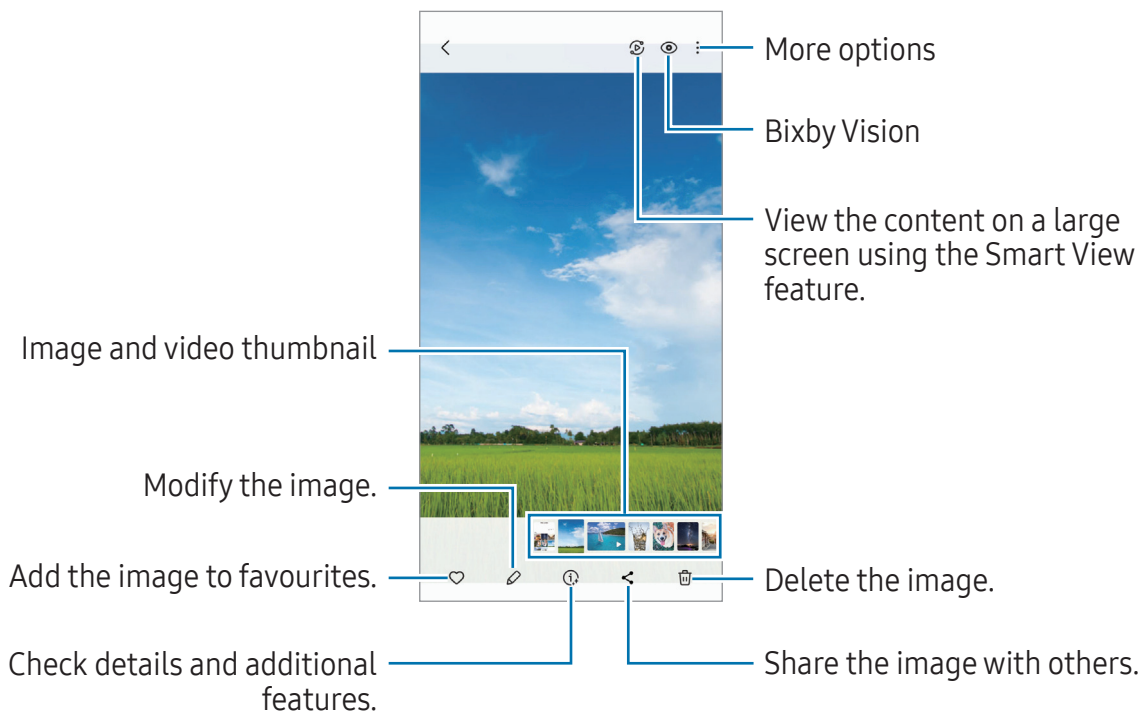 More options
Bixby Vision
View the content on a large
screen using the Smart View
feature.
Image and video thumbnail
Modify the image.
Add the image to favourites.
Delete the image.
Check details and additional
features.
Share the image with others.